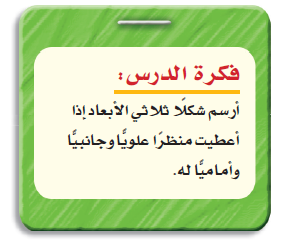 فكرة الدرس:
أرسم شكلًا ثلاثي الأبعاد إذا
أعطيت منظرًا علويًّا وجانبيًّا
وأماميًّا له.